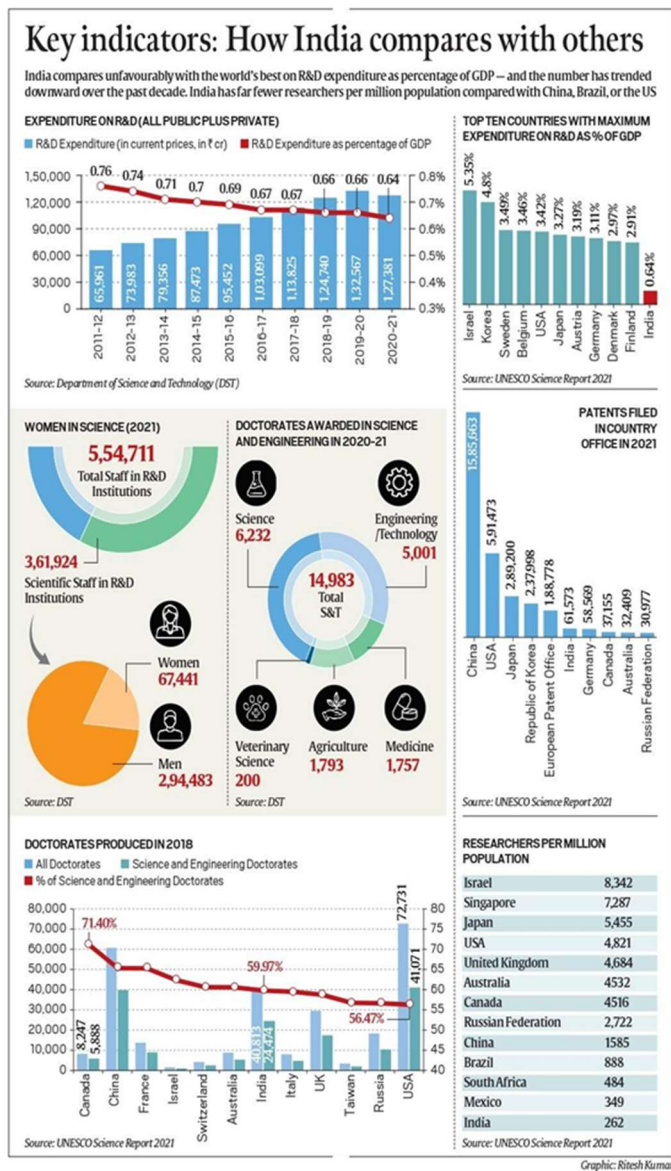 Key indicators: How India compares with others
India compares unfavourably with the world's best on R&D expenditure as percentage of GDP — and the number has trended
downward over the past decade. India has far fewer researchers per million population compared with China, Brazil, or the US
EXPENDITURE ON R&D (ALL PUBLIC PLUS PRIVATE)
R&D Expenditure (in current prices, in ₹ cr) R&D Expenditure as percentage of GDP
0.76 0.74 0.71 0.7 0.69 0.67 0.67 0.66 0.66 0.64
1,50,000 0.8%
1,20,000 0.7%
90,000 0.6%
60,000 0.5%
30,000 0.4%
0 0.3%
65,961 73,983 79,356 87,473 95,452 1,03,099 1,13,825 1,24,740 1,32,567 1,27,381
2011-12 2012-13 2013-14 2014-15 2015-16 2016-17 2017-18 2018-19 2019-20 2020-21
Source: Department of Science and Technology (DST)
TOP TEN COUNTRIES WITH MAXIMUM
EXPENDITURE ON R&D AS % OF GDP
5.35% 4.8% 3.49% 3.46% 3.42% 3.27% 3.19% 3.11% 2.97% 2.91% 0.64%
Israel Korea Sweden Belgium USA Japan Austria Germany Denmark Finland India
Source: UNESCO Science Report 2021
WOMEN IN SCIENCE (2021)
5,54,711
Total Staff in R&D
Institutions
3,61,924
Scientific Staff in R&D
Institutions
Women
67,441
Men
2,94,483
Source: DST
DOCTORATES AWARDED IN SCIENCE
AND ENGINEERING IN 2020-21
Science
6,232
Engineering
/Technology
5,001
14,983
Total
S&T
Veterinary
Science
200
Agriculture
1,793
Medicine
1,757
Source: DST
PATENTS FILED
IN COUNTRY
OFFICE IN 2021
15,85,663 5,91,473 2,89,200 2,37,998 1,88,778 61,573 58,569 37,155 32,409 30,977
China USA Japan Republic of Korea European Patent Office India Germany Canada Australia Russian Federation
Source: UNESCO Science Report 2021
DOCTORATES PRODUCED IN 2018
All Doctorates Science and Engineering Doctorates
% of Science and Engineering Doctorates
80,000 80
70,000 75
60,000 70
50,000 65
40,000 60
30,000 55
20,000 50
10,000 45
0 40
71.40% 59.97% 56.47%
8,247 5,888 40,813 24,474 72,731 41,071
Canada China France Israel Switzerland Australia India Italy UK Taiwan Russia USA
Source: UNESCO Science Report 2021
RESEARCHERS PER MILLION
POPULATION
Israel 8,342
Singapore 7,287
Japan 5,455
USA 4,821
United Kingdom 4,684
Australia 4532
Canada 4516
Russian Federation 2,722
China 1585
Brazil 888
South Africa 484
Mexico 349
India 262
Source: UNESCO Science Report 2021
Graphic: Ritesh Kumar